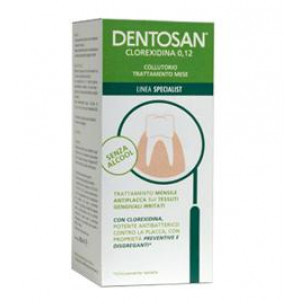 DENTOSAN®
CLOREXIDINA 0,12
COLLUTORIO
TRATTAMENTO MESE
LINEA SPECIALIST
SENZA
ALCOOL
TRATTAMENTO MENSILE
ANTIPLACCA SUI TESSUTI
GENGIVALI IRRITATI
CON CLOREXIDINA,
POTENTE ANTIBATTERICO
CONTRO LA PLACCA, CON
PROPRIETÀ PREVENTIVE E
DISGREGANTI*